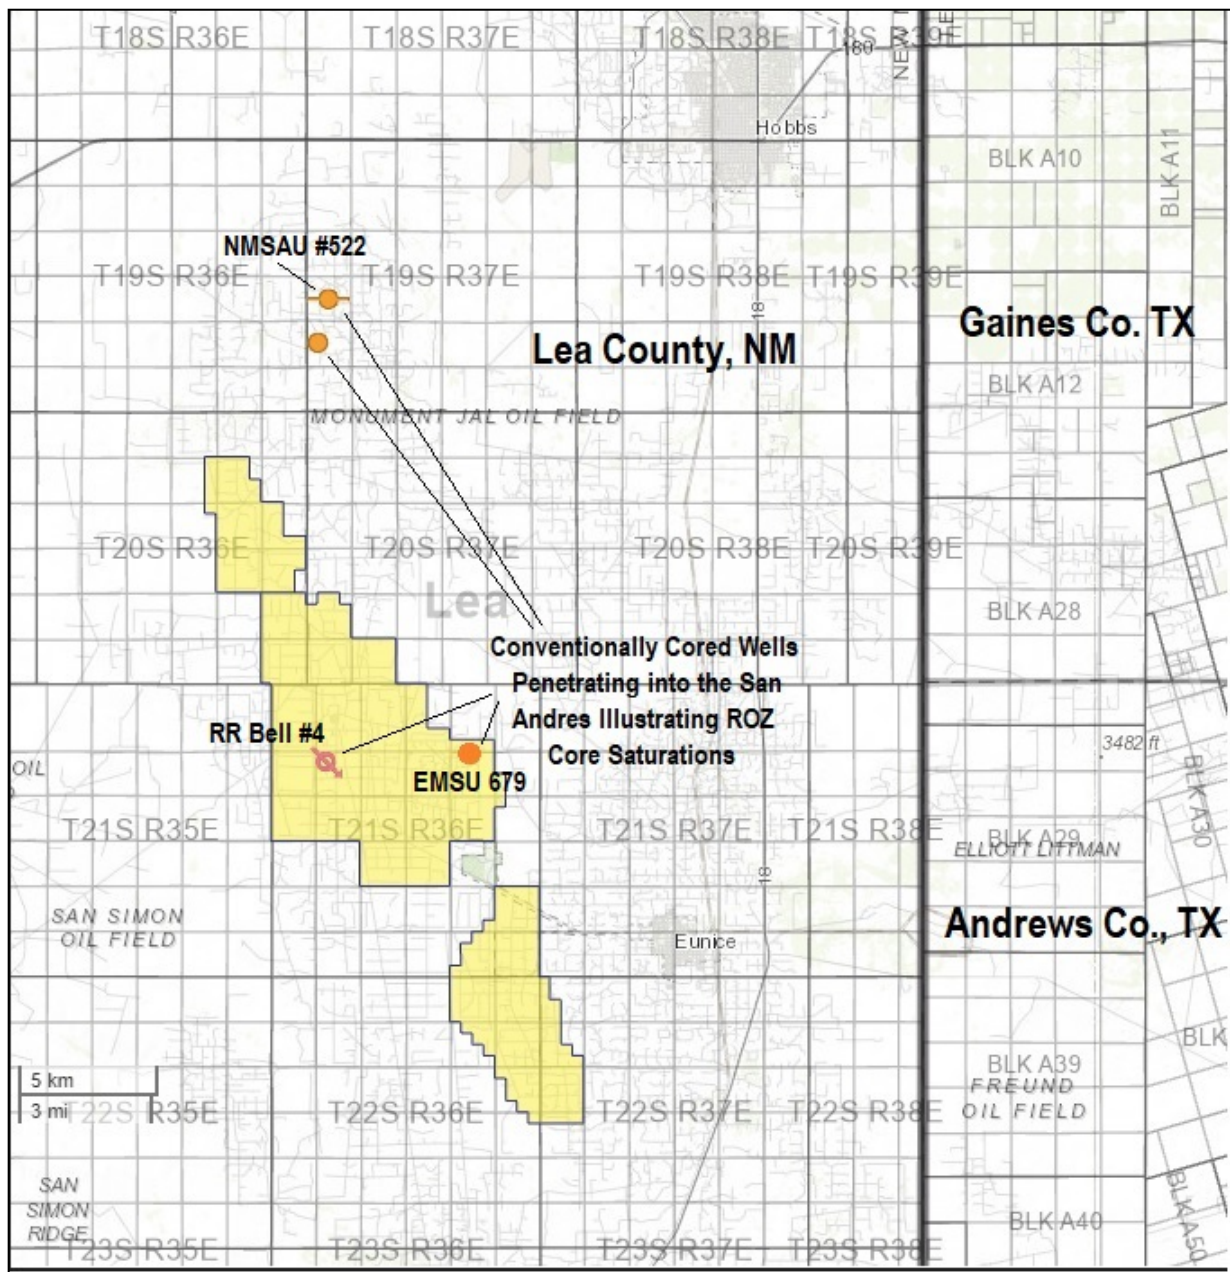 T18S R36E
T18S R37E
T18S R38E
T18S R39E
180
NEW
TE
Hobbs
BLK A10
BLK A11
NMSAU #522
T19S R36E
T19S R37E
T19S R38E
T19S R39E
18
Lea County, NM
Gaines Co. TX
BLK A12
MONUMENT JAL OIL FIELD
T20S R36E
T20S R37E
T20S R38E
T20S R39E
Lea
BLK A28
Conventionally Cored Wells
Penetrating into the San
Andres Illustrating ROZ
Core Saturations
RR Bell #4
EMSU 679
3482 ft
OIL
BLK A30
T21S R35E
T21S R36E
T21S R37E
T21S R38E
BLK A29
ELLIOTT LITTMAN
18
SAN SIMON
OIL FIELD
Eunice
Andrews Co., TX
BLK
BLK A39
FREUND
OIL FIELD
5 km
3 mi
T22S R35E
T22S R36E
T22S R37E
T22S R38E
SAN
SIMON
RIDGE
BLK A40
BLK A50
T23S R35E
T23S R36E
T23S R37E
T23S R38E